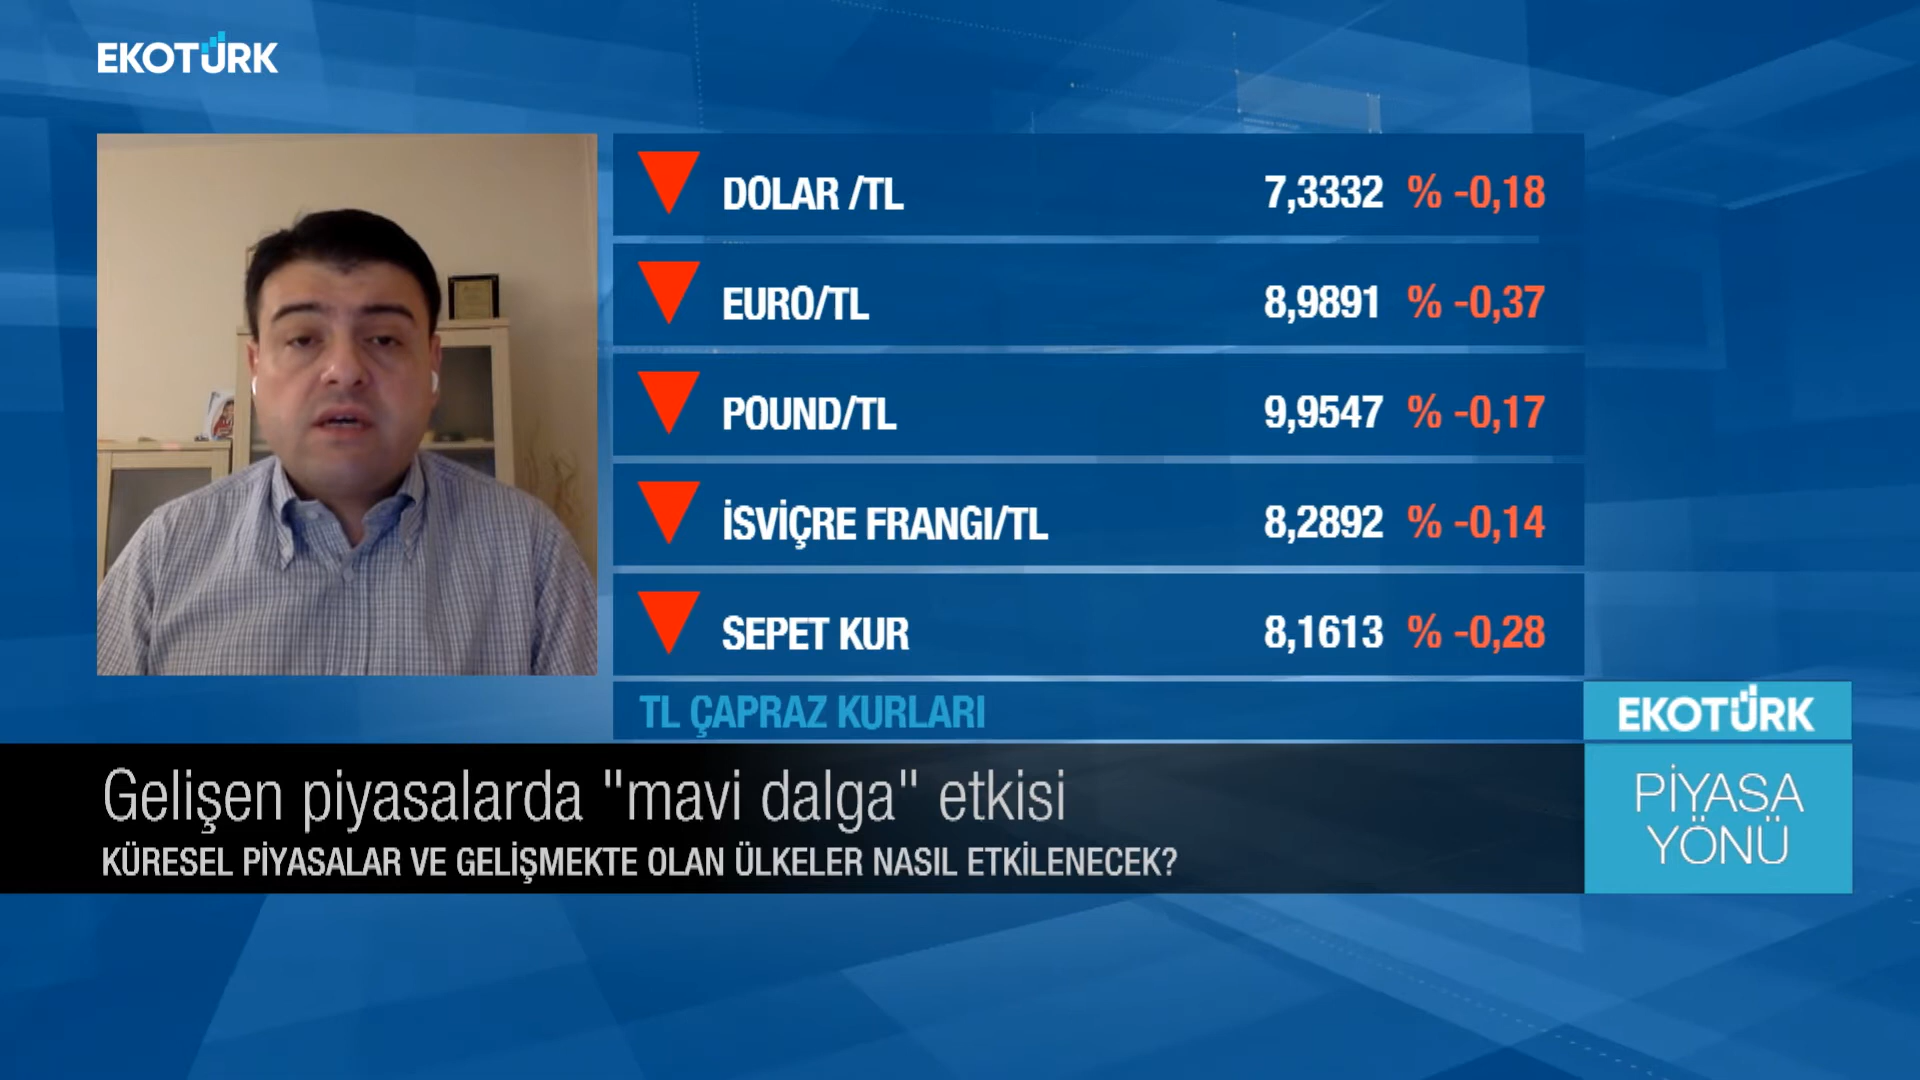 EKOTÜRK
DOLAR /TL 7,3332 % -0,18
EURO/TL 8,9891 % -0,37
POUND/TL 9,9547 % -0,17
İSVİÇRE FRANGI/TL 8,2892 % -0,14
SEPET KUR 8,1613 % -0,28
TL ÇAPRAZ KURLARI
EKOTÜRK
Gelişen piyasalarda "mavi dalga" etkisi
KÜRESEL PİYASALAR VE GELİŞMEKTE OLAN ÜLKELER NASIL ETKİLENECEK?
PİYASA
YÖNÜ